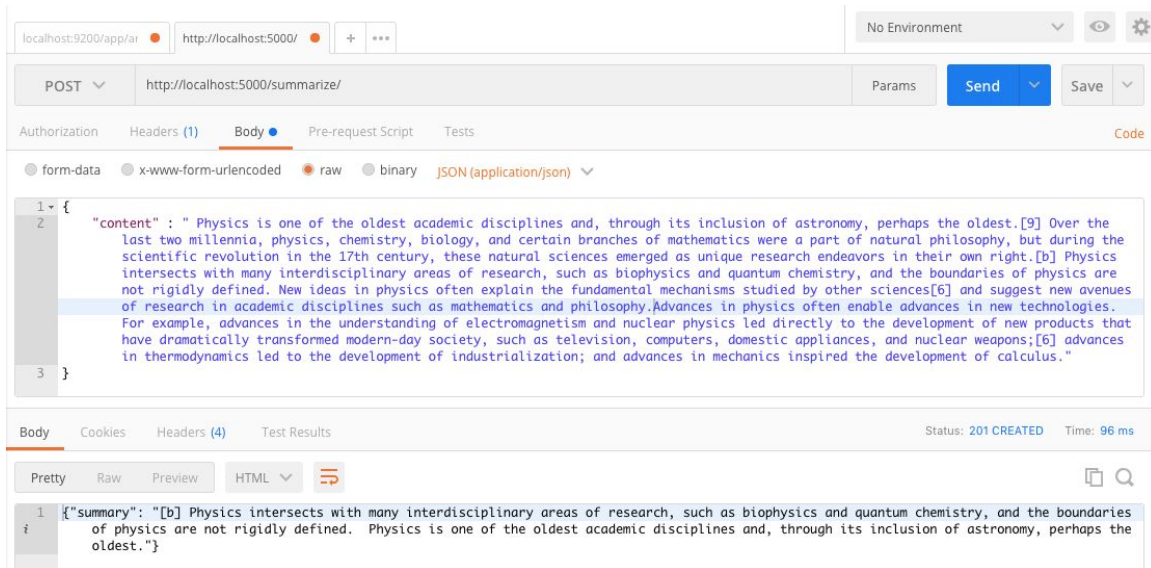 No Environment
localhost:9200/app/ar http://localhost:5000/ + •••
POST http://localhost:5000/summarize/ Params Send Save
Authorization Headers (1) Body Pre-request Script Tests Code
form-data x-www-form-urlencoded raw binary JSON (application/json)
1 {
2 "content" : " Physics is one of the oldest academic disciplines and, through its inclusion of astronomy, perhaps the oldest.[9] Over the
last two millennia, physics, chemistry, biology, and certain branches of mathematics were a part of natural philosophy, but during the
scientific revolution in the 17th century, these natural sciences emerged as unique research endeavors in their own right.[b] Physics
intersects with many interdisciplinary areas of research, such as biophysics and quantum chemistry, and the boundaries of physics are
not rigidly defined. New ideas in physics often explain the fundamental mechanisms studied by other sciences[6] and suggest new avenues
of research in academic disciplines such as mathematics and philosophy.Advances in physics often enable advances in new technologies.
For example, advances in the understanding of electromagnetism and nuclear physics led directly to the development of new products that
have dramatically transformed modern-day society, such as television, computers, domestic appliances, and nuclear weapons;[6] advances
in thermodynamics led to the development of industrialization; and advances in mechanics inspired the development of calculus."
3 }
Body Cookies Headers (4) Test Results Status: 201 CREATED Time: 96 ms
Pretty Raw Preview HTML
1 {"summary": "[b] Physics intersects with many interdisciplinary areas of research, such as biophysics and quantum chemistry, and the boundaries
i of physics are not rigidly defined.  Physics is one of the oldest academic disciplines and, through its inclusion of astronomy, perhaps the
oldest."}